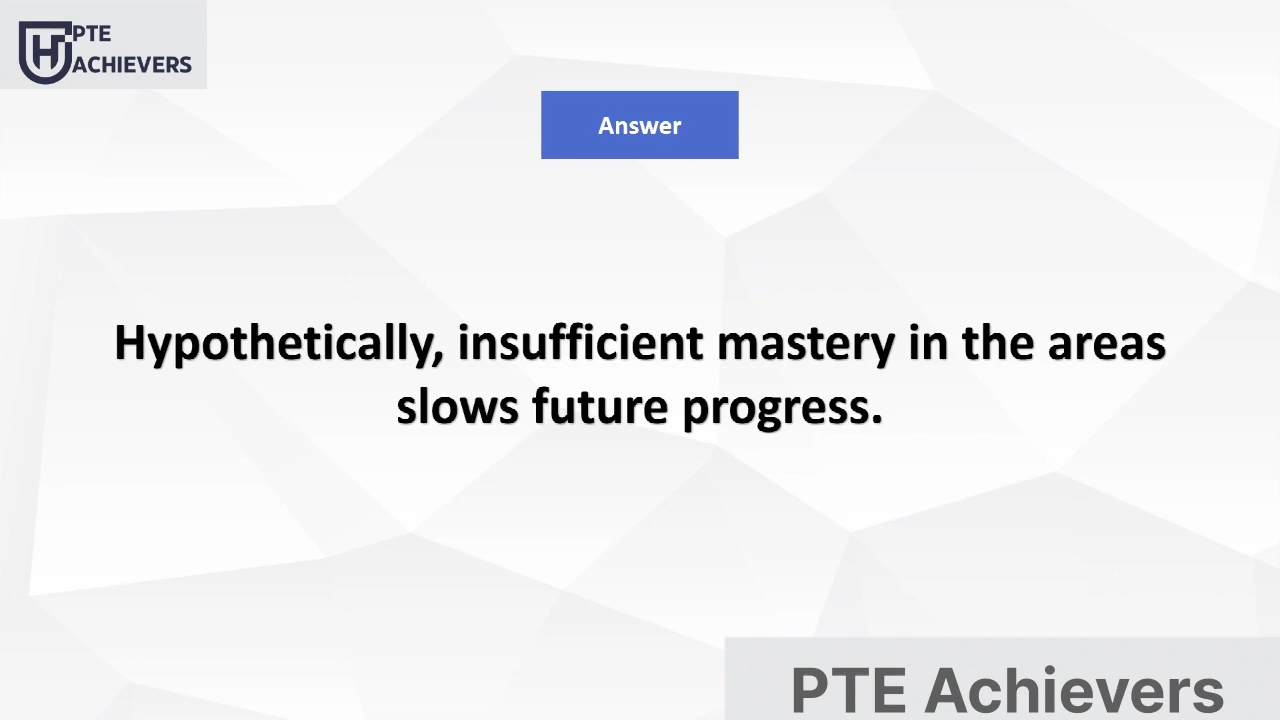 PTE
ACHIEVERS
Answer
Hypothetically, insufficient mastery in the areas
slows future progress.
PTE Achievers